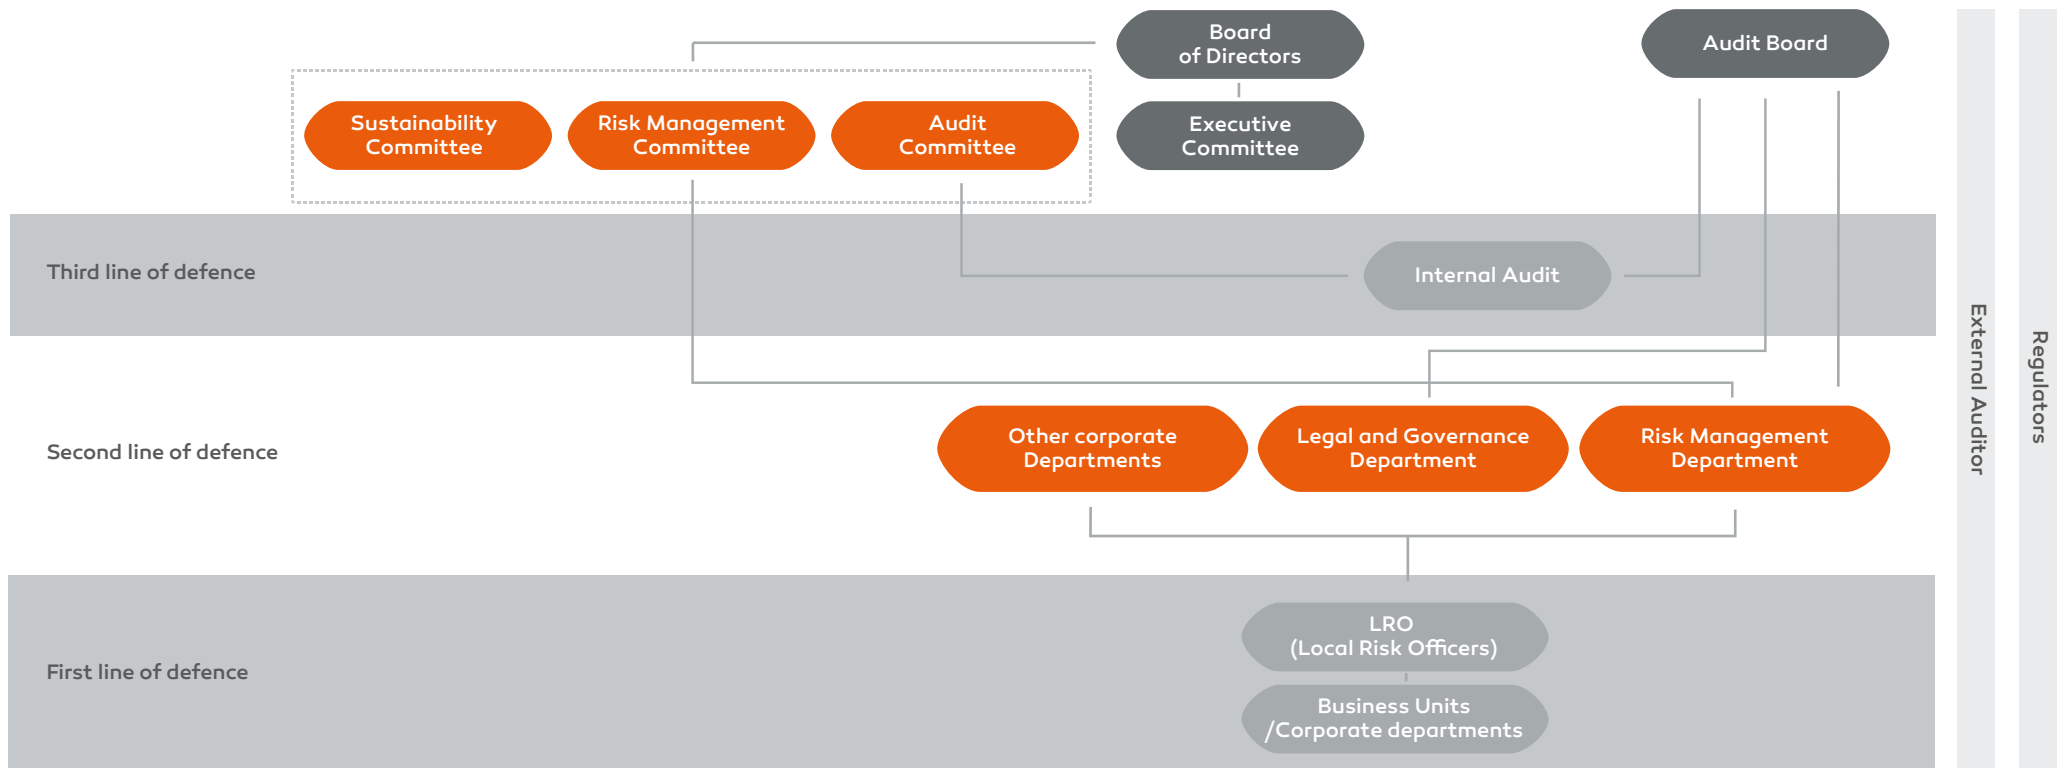 Board
of Directors
Audit Board
Sustainability
Committee
Risk Management
Committee
Audit
Committee
Executive
Committee
Third line of defence
Internal Audit
Second line of defence
Other corporate
Departments
Legal and Governance
Department
Risk Management
Department
First line of defence
LRO
(Local Risk Officers)
Business Units
/Corporate departments
External Auditor
Regulators